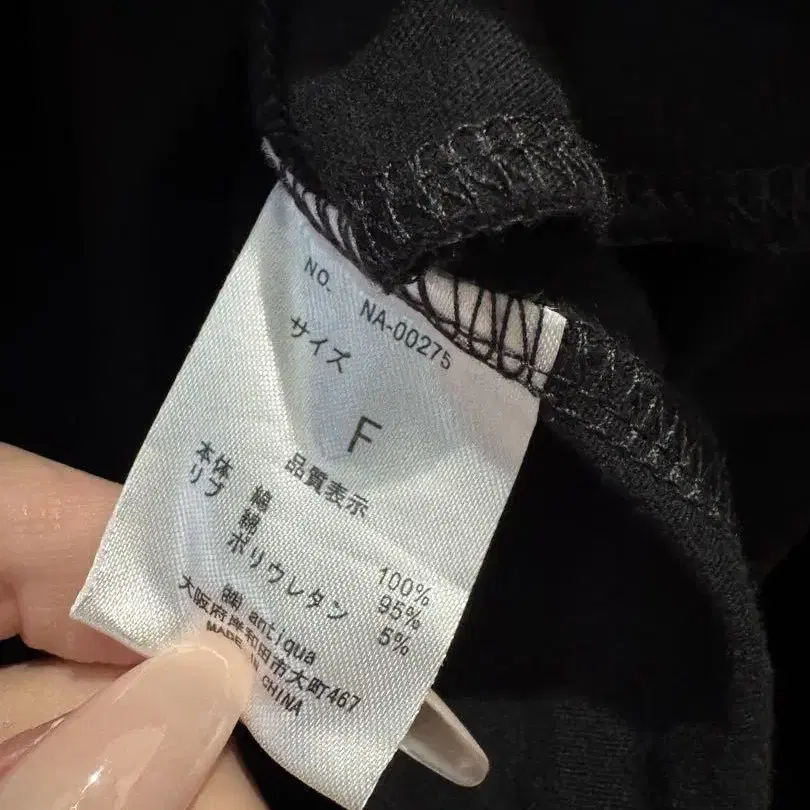 NO. NA-00275
サイズ
F
品質表示
本体 綿 100%
リブ 綿 95%
ポリウレタン 5%
㈱antiqua
大阪府岸和田市大町467
MADE IN CHINA